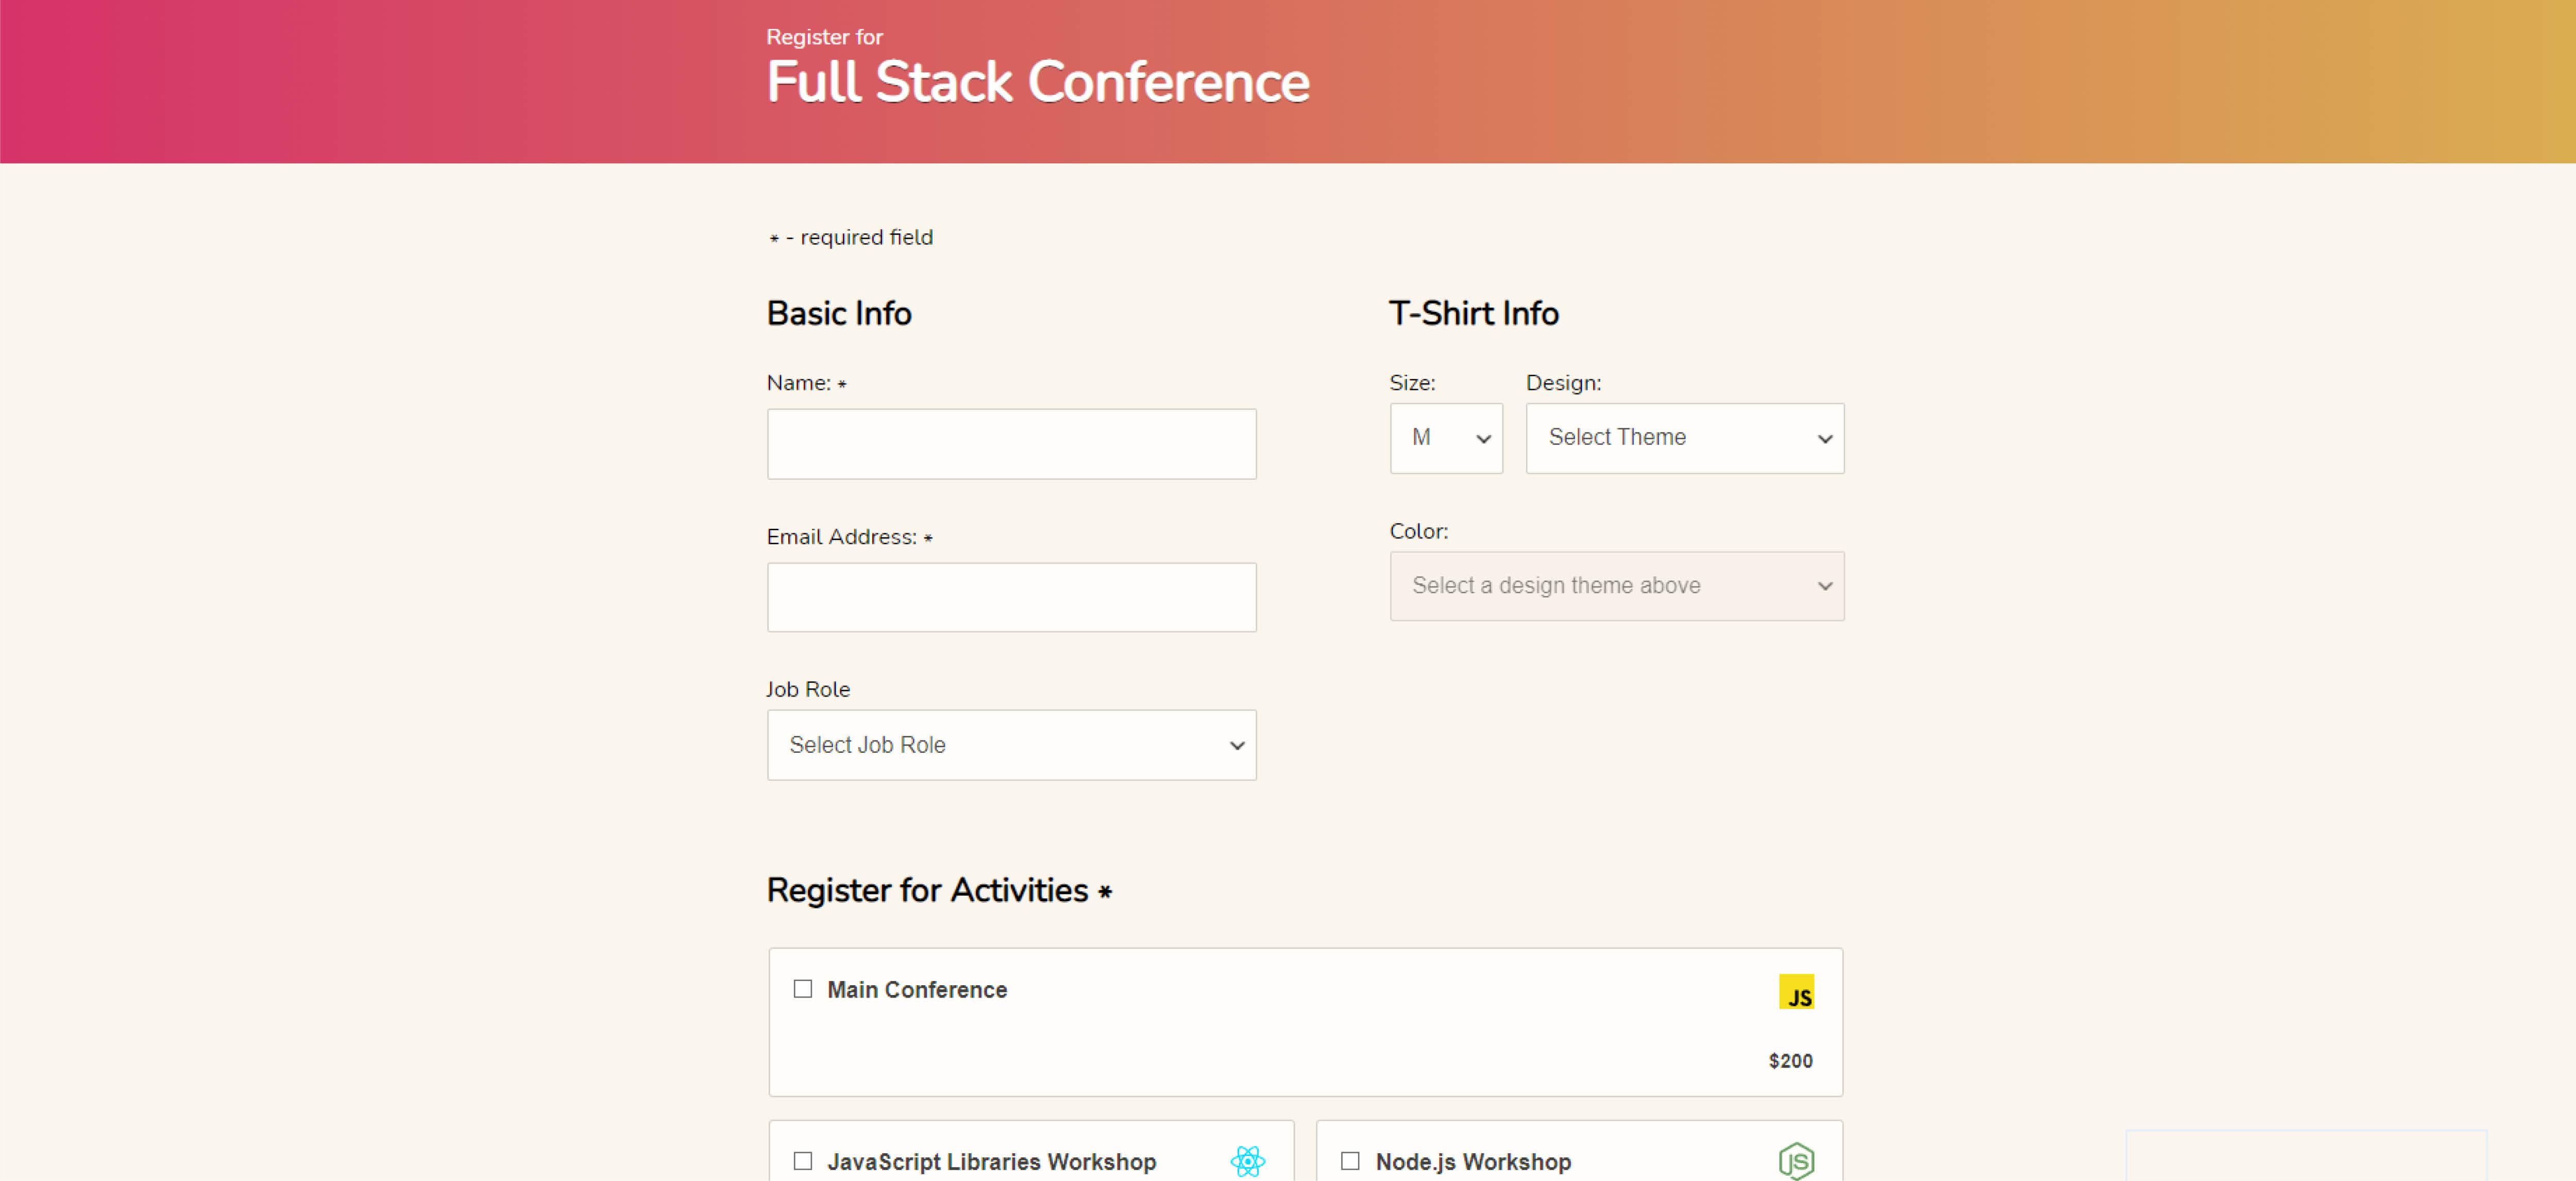 Register for
Full Stack Conference
* - required field
Basic Info
Name: *
Email Address: *
Job Role
Select Job Role
T-Shirt Info
Size:
Design:
M
Select Theme
Color:
Select a design theme above
Register for Activities *
Main Conference
JS
$200
JavaScript Libraries Workshop
Node.js Workshop
JS